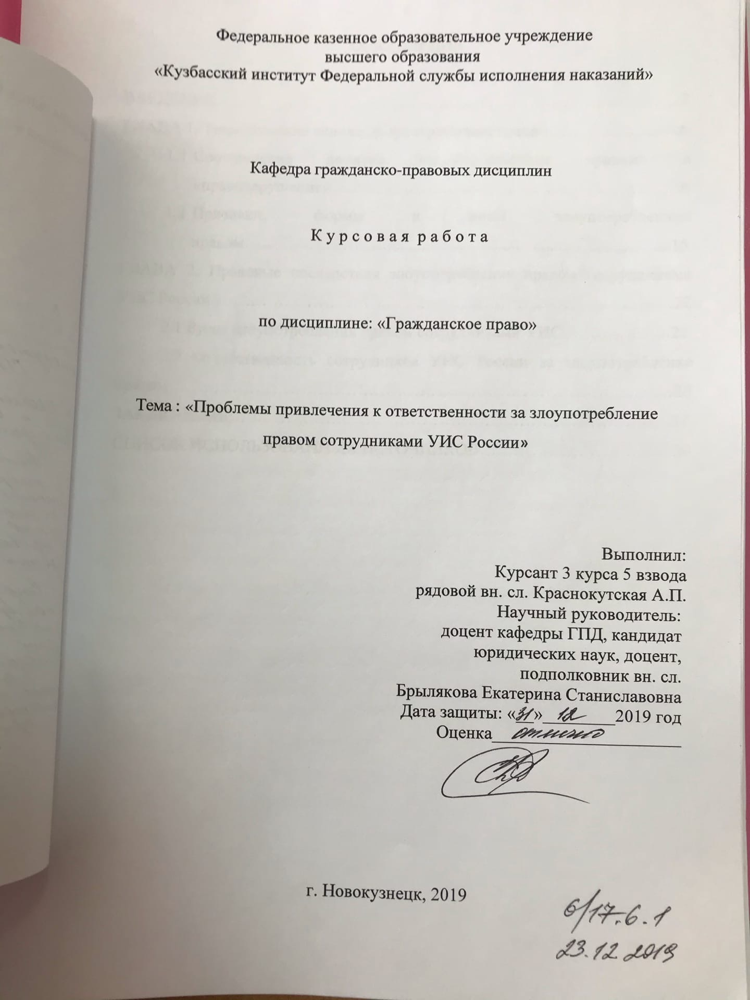 Федеральное казенное образовательное учреждение
высшего образования
«Кузбасский институт Федеральной службы исполнения наказаний»
Кафедра гражданско-правовых дисциплин
К у р с о в а я р а б о т а
по дисциплине: «Гражданское право»
Тема : «Проблемы привлечения к ответственности за злоупотребление
правом сотрудниками УИС России»
Выполнил:
Курсант 3 курса 5 взвода
рядовой вн. сл. Краснокутская А.П.
Научный руководитель:
доцент кафедры ГПД, кандидат
юридических наук, доцент,
подполковник вн. сл.
Брылякова Екатерина Станиславовна
Дата защиты: «31» 12 2019 год
Оценка отлично
г. Новокузнецк, 2019
6/17.6.1
23.12.2019